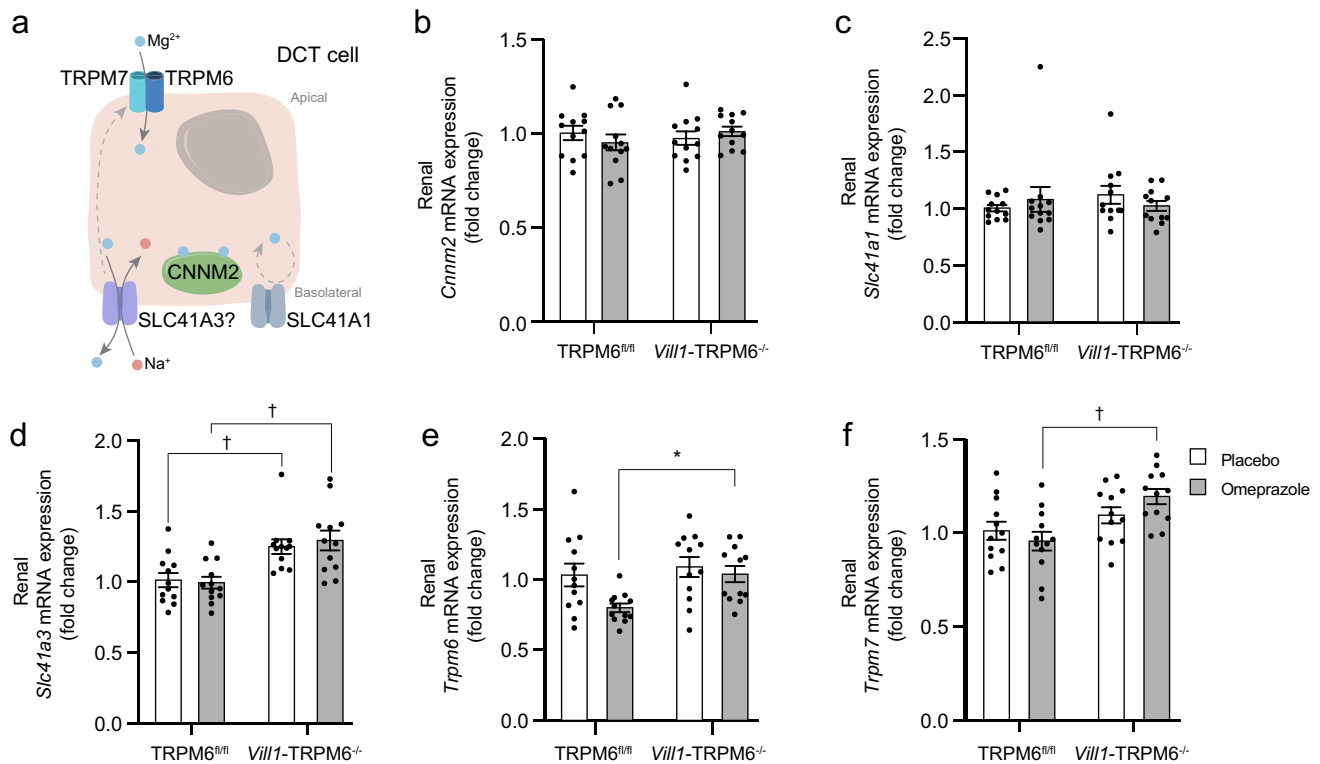 a
Mg²⁺
DCT cell
TRPM7 TRPM6
Apical
CNNM2
Basolateral
SLC41A3? SLC41A1
Na⁺
b
Renal
Cnnm2 mRNA expression
(fold change)
1.5
1.0
0.5
0.0
TRPM6fl/fl Vill1-TRPM6-/-
c
Renal
Slc41a1 mRNA expression
(fold change)
2.5
2.0
1.5
1.0
0.5
0.0
TRPM6fl/fl Vill1-TRPM6-/-
d
Renal
Slc41a3 mRNA expression
(fold change)
2.0
1.5
1.0
0.5
0.0
†
†
TRPM6fl/fl Vill1-TRPM6-/-
e
Renal
Trpm6 mRNA expression
(fold change)
2.0
1.5
1.0
0.5
0.0
*
TRPM6fl/fl Vill1-TRPM6-/-
f
Renal
Trpm7 mRNA expression
(fold change)
1.5
1.0
0.5
0.0
†
TRPM6fl/fl Vill1-TRPM6-/-
Placebo
Omeprazole